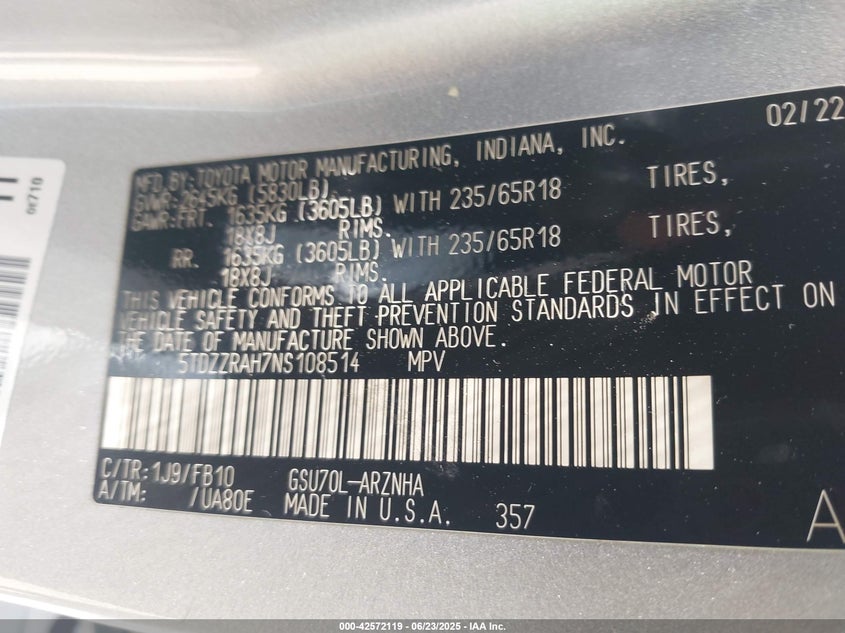 02/22
MFD.BY:TOYOTA MOTOR MANUFACTURING, INDIANA, INC.
GVWR:2645KG (5830LB)
GAWR:FRT. 1635KG (3605LB) WITH 235/65R18 TIRES,
18X8J RIMS.
RR. 1635KG (3605LB) WITH 235/65R18 TIRES,
18X8J RIMS.
THIS VEHICLE CONFORMS TO ALL APPLICABLE FEDERAL MOTOR
VEHICLE SAFETY AND THEFT PREVENTION STANDARDS IN EFFECT ON
THE DATE OF MANUFACTURE SHOWN ABOVE.
5TDZZRAH7NS108514 MPV
C/TR:1J9/FB10 GSU70L-ARZNHA
A/TM: /UA80E MADE IN U.S.A. 357
A
0E710
000-42572119 - 06/23/2025 - IAA Inc.